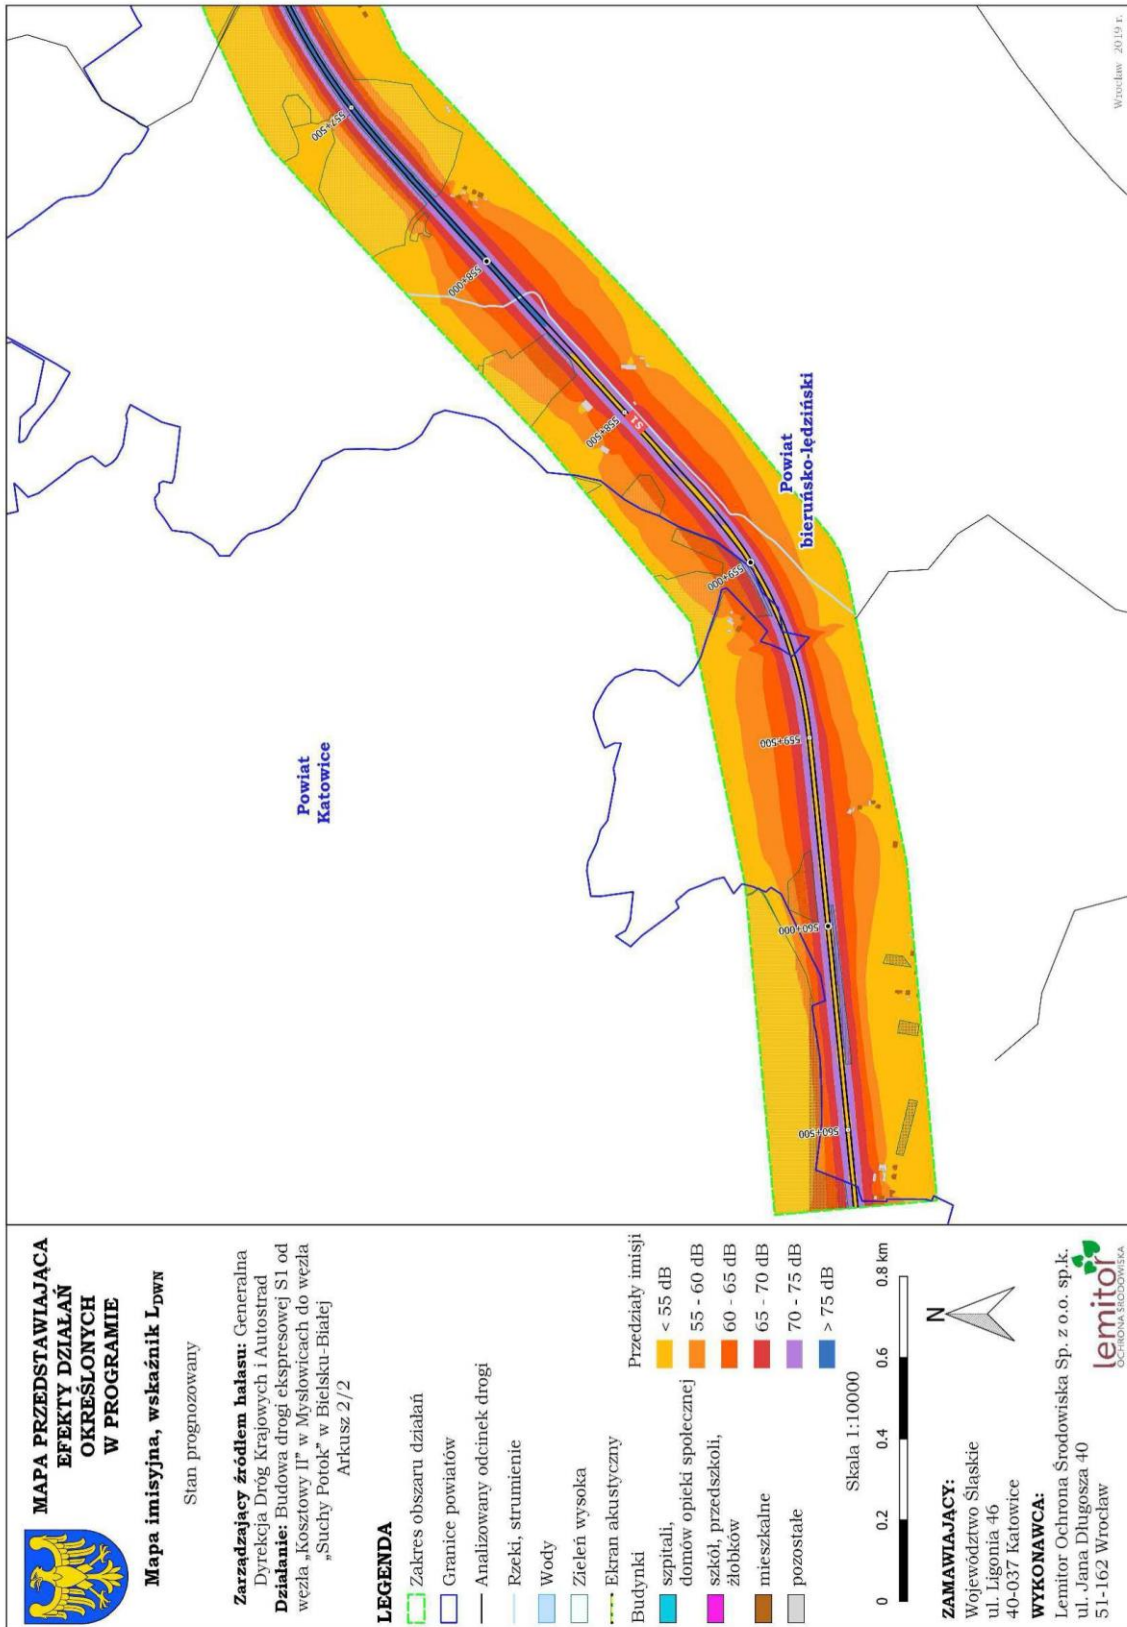 MAPA PRZEDSTAWIAJĄCA
EFEKTY DZIAŁAŃ
OKREŚLONYCH
W PROGRAMIE
Mapa imisyjna, wskaźnik L_DWN
Stan prognozowany
Zarządzający źródłem hałasu: Generalna
Dyrekcja Dróg Krajowych i Autostrad
Działanie: Budowa drogi ekspresowej S1 od
węzła „Kosztowy II" w Mysłowicach do węzła
„Suchy Potok" w Bielsku-Białej
Arkusz 2/2
LEGENDA
Zakres obszaru działań
Granice powiatów
Analizowany odcinek drogi
Rzeki, strumienie
Wody
Zieleń wysoka
Ekran akustyczny
Budynki
szpitali,
domów opieki społecznej
szkół, przedszkoli,
żłobków
mieszkalne
pozostałe
Przedziały imisji
< 55 dB
55 - 60 dB
60 - 65 dB
65 - 70 dB
70 - 75 dB
> 75 dB
Skala 1:10000
0 0.2 0.4 0.6 0.8 km
N
ZAMAWIAJĄCY:
Województwo Śląskie
ul. Ligonia 46
40-037 Katowice
WYKONAWCA:
Lemitor Ochrona Środowiska Sp. z o.o. sp.k.
ul. Jana Długosza 40
51-162 Wrocław
lemitor
OCHRONA ŚRODOWISKA
Powiat
Katowice
Powiat
bieruńsko-lędziński
557+500
558+000
558+500
S1
559+000
559+500
560+000
560+500
Wrocław 2019 r.